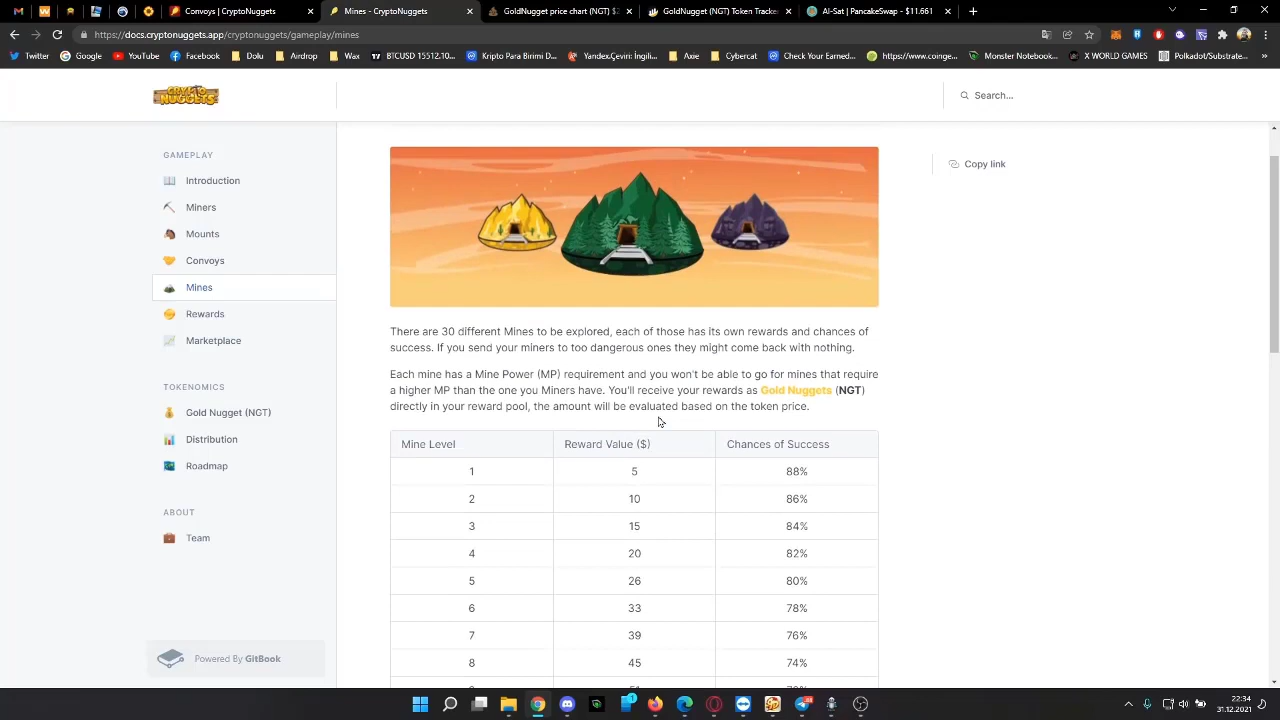 Convoys - CryptoNuggets
Mines - CryptoNuggets
GoldNugget chart (NGT) $2
GoldNugget (NGT) Token Tracker
AI-Sat | PancakeSwap - $11.661
https://docs.cryptonuggets.app/cryptonuggets/gameplay/mines
Twitter
Google
YouTube
Facebook
Dolu
Airdrop
Wax
BTCUSD 15512.10...
Kripto Para Birimi D...
Yandex.Çeviri İngili...
Axie
Cybercat
Check Your Earned...
https://www.coinge...
Monster Notebook...
X WORLD GAMES
Polkadot/Substrate...
CRYPTO
NUGGETS
Search...
GAMEPLAY
Introduction
Miners
Mounts
Convoys
Mines
Rewards
Marketplace
TOKENOMICS
Gold Nugget (NGT)
Distribution
Roadmap
ABOUT
Team
Powered By GitBook
Copy link
There are 30 different Mines to be explored, each of those has its own rewards and chances of
success. If you send your miners to too dangerous ones they might come back with nothing.
Each mine has a Mine Power (MP) requirement and you won't be able to go for mines that require
a higher MP than the one you Miners have. You'll receive your rewards as Gold Nuggets (NGT)
directly in your reward pool, the amount will be evaluated based on the token price.
Mine Level Reward Value ($) Chances of Success
1 5 88%
2 10 86%
3 15 84%
4 20 82%
5 26 80%
6 33 78%
7 39 76%
8 45 74%
22:34
31.12.2021